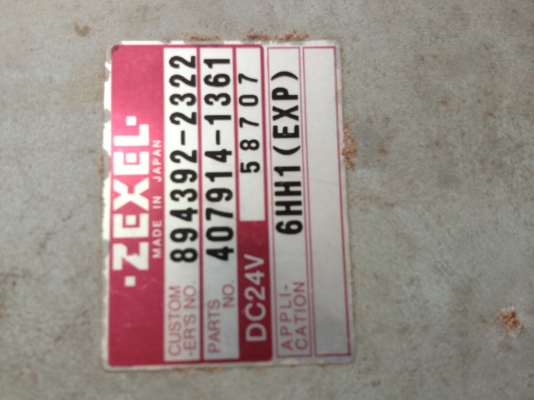 ·ZEXEL·
MADE IN JAPAN
CUSTOM
-ER'S NO. 894392-2322
PARTS
NO. 407914-1361
DC24V 58707
APPLI-
CATION 6HH1(EXP)